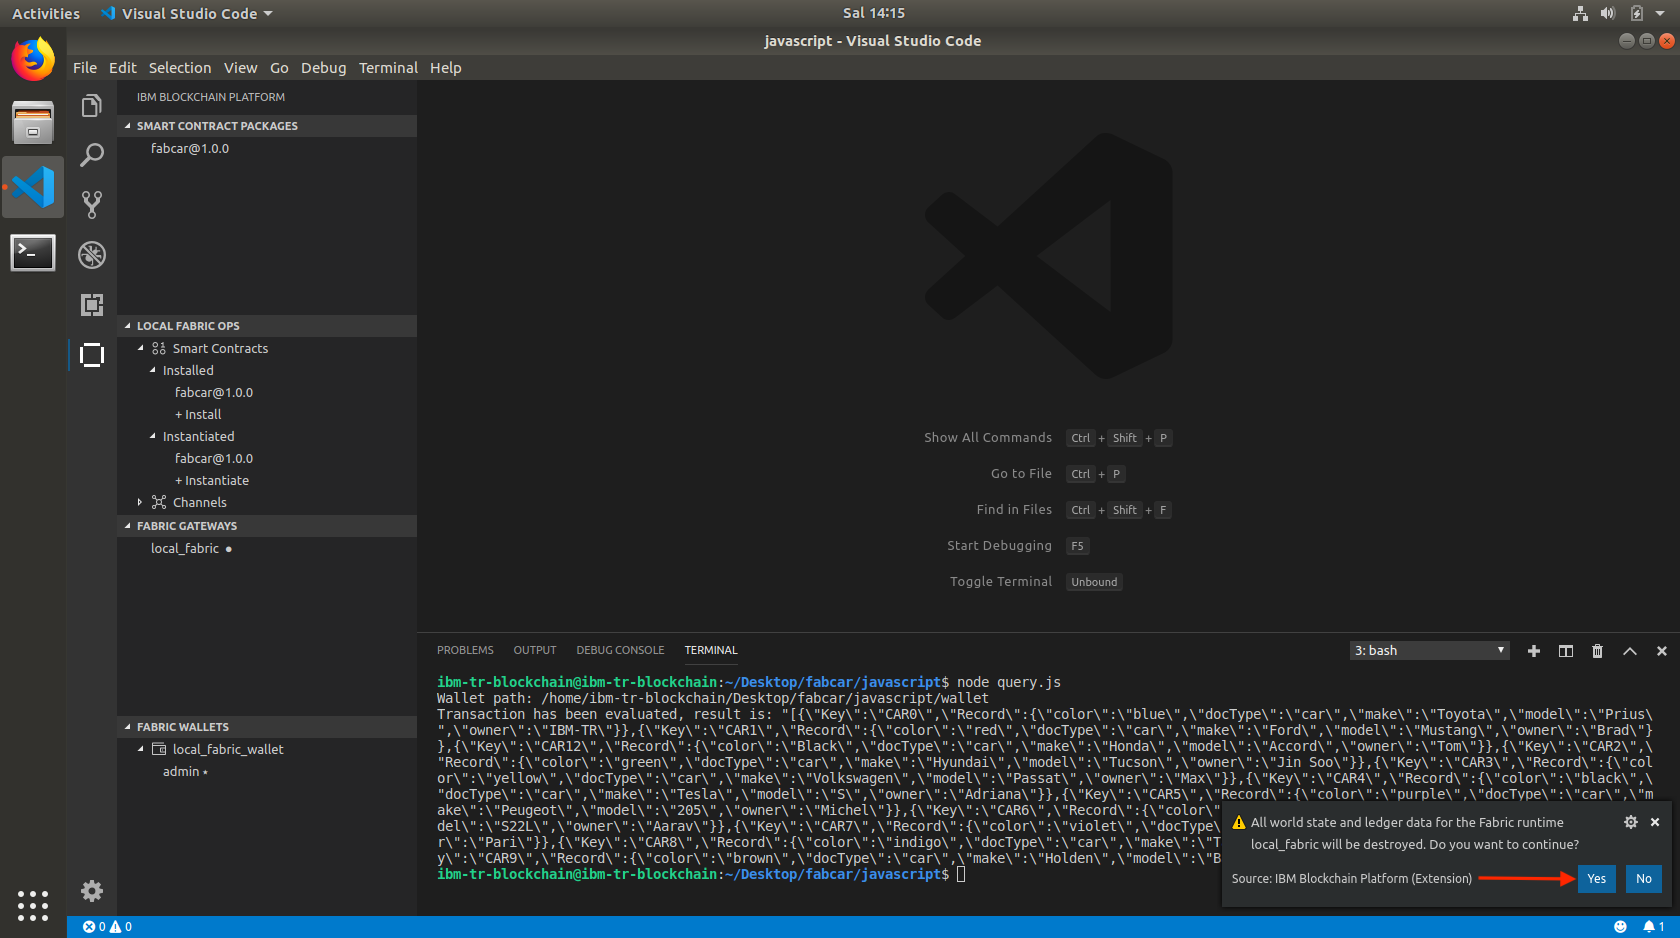 Activities
Visual Studio Code
Sal 14:15
javascript - Visual Studio Code
File Edit Selection View Go Debug Terminal Help
IBM BLOCKCHAIN PLATFORM
SMART CONTRACT PACKAGES
fabcar@1.0.0
LOCAL FABRIC OPS
Smart Contracts
Installed
fabcar@1.0.0
+ Install
Instantiated
fabcar@1.0.0
+ Instantiate
Channels
FABRIC GATEWAYS
local_fabric ●
FABRIC WALLETS
local_fabric_wallet
admin ⋆
Show All Commands Ctrl + Shift + P
Go to File Ctrl + P
Find in Files Ctrl + Shift + F
Start Debugging F5
Toggle Terminal Unbound
PROBLEMS OUTPUT DEBUG CONSOLE TERMINAL
3: bash
ibm-tr-blockchain@ibm-tr-blockchain:~/Desktop/fabcar/javascript$ node query.js
Wallet path: /home/ibm-tr-blockchain/Desktop/fabcar/javascript/wallet
Transaction has been evaluated, result is: "[{\"Key\":\"CAR0\",\"Record\":{\"color\":\"blue\",\"docType\":\"car\",\"make\":\"Toyota\",\"model\":\"Prius\
",\"owner\":\"IBM-TR\"}},{\"Key\":\"CAR1\",\"Record\":{\"color\":\"red\",\"docType\":\"car\",\"make\":\"Ford\",\"model\":\"Mustang\",\"owner\":\"Brad\"}
},{\"Key\":\"CAR12\",\"Record\":{\"color\":\"Black\",\"docType\":\"car\",\"make\":\"Honda\",\"model\":\"Accord\",\"owner\":\"Tom\"}},{\"Key\":\"CAR2\",\
"Record\":{\"color\":\"green\",\"docType\":\"car\",\"make\":\"Hyundai\",\"model\":\"Tucson\",\"owner\":\"Jin Soo\"}},{\"Key\":\"CAR3\",\"Record\":{\"col
or\":\"yellow\",\"docType\":\"car\",\"make\":\"Volkswagen\",\"model\":\"Passat\",\"owner\":\"Max\"}},{\"Key\":\"CAR4\",\"Record\":{\"color\":\"black\",\
"docType\":\"car\",\"make\":\"Tesla\",\"model\":\"S\",\"owner\":\"Adriana\"}},{\"Key\":\"CAR5\",\"Record\":{\"color\":\"purple\",\"docType\":\"car\",\"m
ake\":\"Peugeot\",\"model\":\"205\",\"owner\":\"Michel\"}},{\"Key\":\"CAR6\",\"Record\":{\"color\":\"
del\":\"S22L\",\"owner\":\"Aarav\"}},{\"Key\":\"CAR7\",\"Record\":{\"color\":\"violet\",\"docType\
r\":\"Pari\"}},{\"Key\":\"CAR8\",\"Record\":{\"color\":\"indigo\",\"docType\":\"car\",\"make\":\"T
y\":\"CAR9\",\"Record\":{\"color\":\"brown\",\"docType\":\"car\",\"make\":\"Holden\",\"model\":\"B
ibm-tr-blockchain@ibm-tr-blockchain:~/Desktop/fabcar/javascript$
All world state and ledger data for the Fabric runtime
local_fabric will be destroyed. Do you want to continue?
Source: IBM Blockchain Platform (Extension)
Yes
No
0 0
1